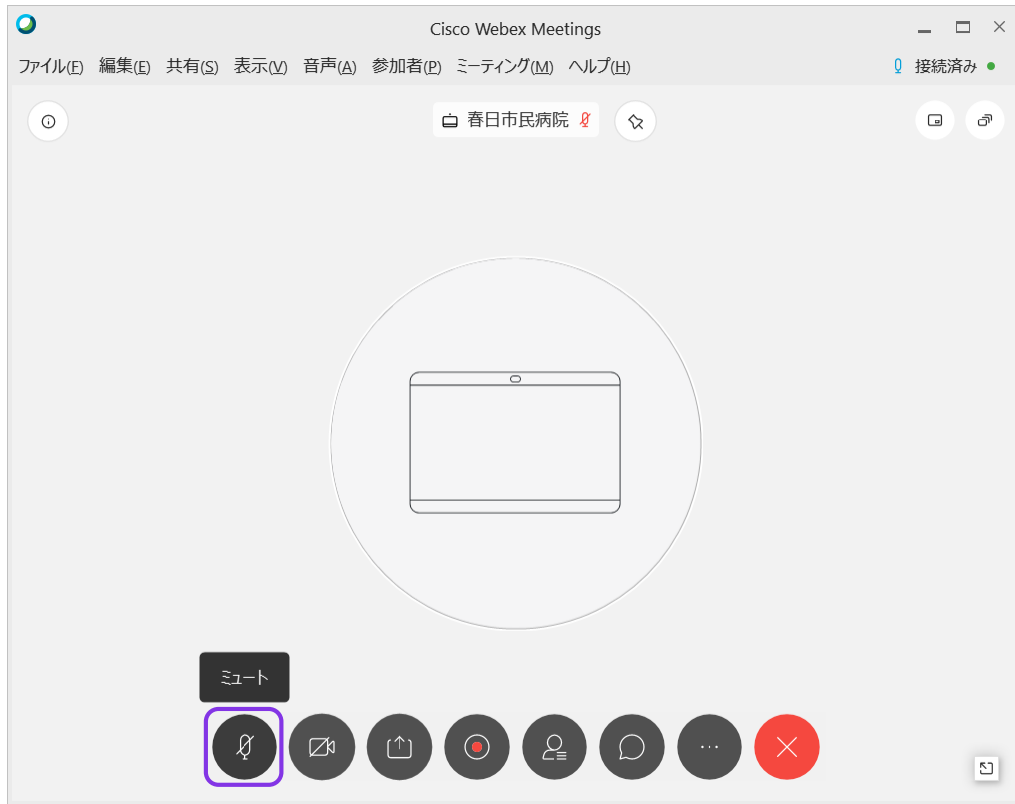 Cisco Webex Meetings
ファイル(F) 編集(E) 共有(S) 表示(V) 音声(A) 参加者(P) ミーティング(M) ヘルプ(H) 接続済み
春日市民病院
ミュート